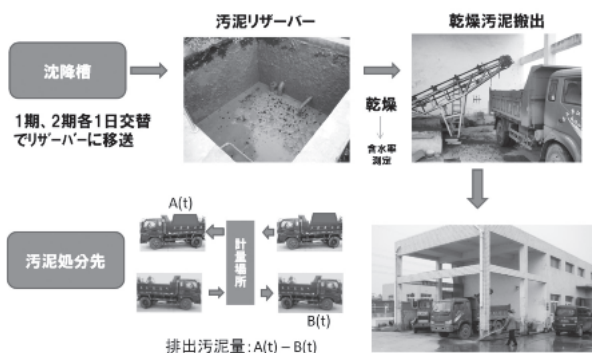 汚泥リザーバー
乾燥汚泥搬出
沈降槽
1期、2期各1日交替
でリザーバーに移送
乾燥
含水率
測定
A(t)
計量場所
汚泥処分先
B(t)
排出汚泥量:A(t)－B(t)